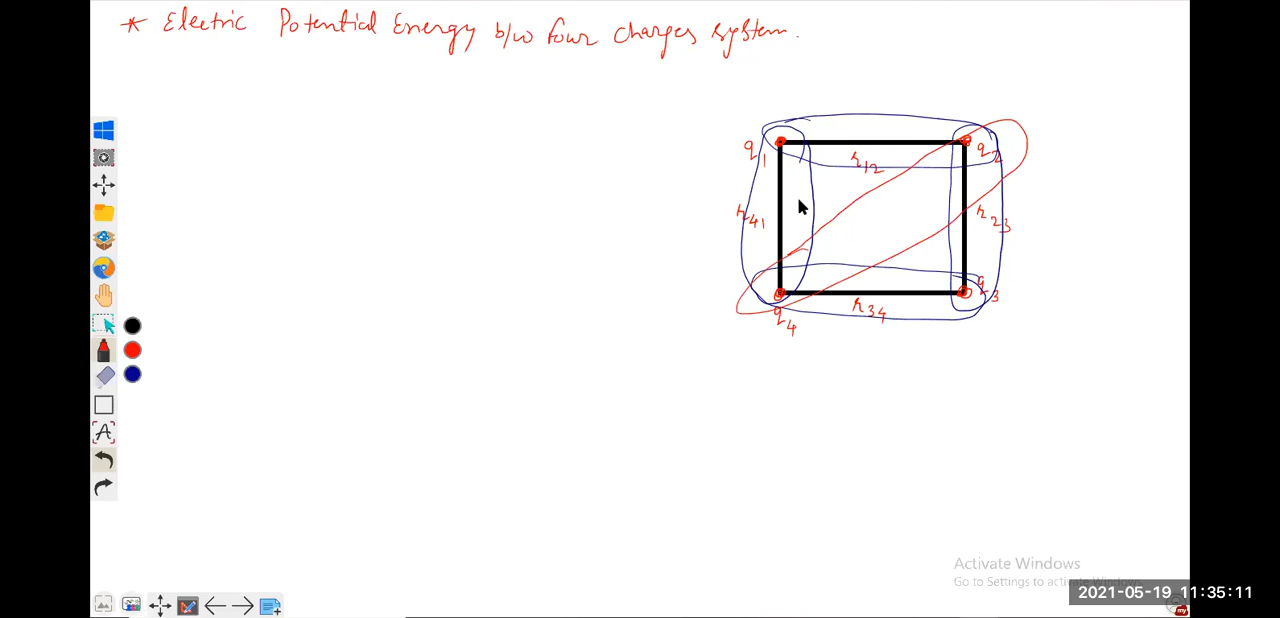 * Electric Potential Energy b/w four charges system.
q1
r12
q2
r41
r23
q3
r34
q4
A
Activate Windows
Go to Settings to activate Windows.
2021-05-19 11:35:11
my